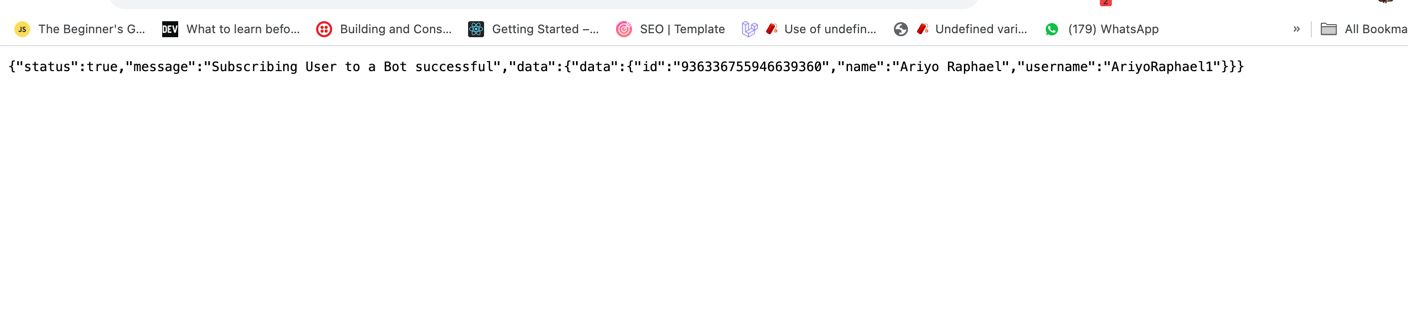 2
JS The Beginner's G... DEV What to learn befo... Building and Cons... Getting Started –... SEO | Template Use of undefin... Undefined vari... (179) WhatsApp » All Bookma
{"status":true,"message":"Subscribing User to a Bot successful","data":{"data":{"id":"936336755946639360","name":"Ariyo Raphael","username":"AriyoRaphael1"}}}